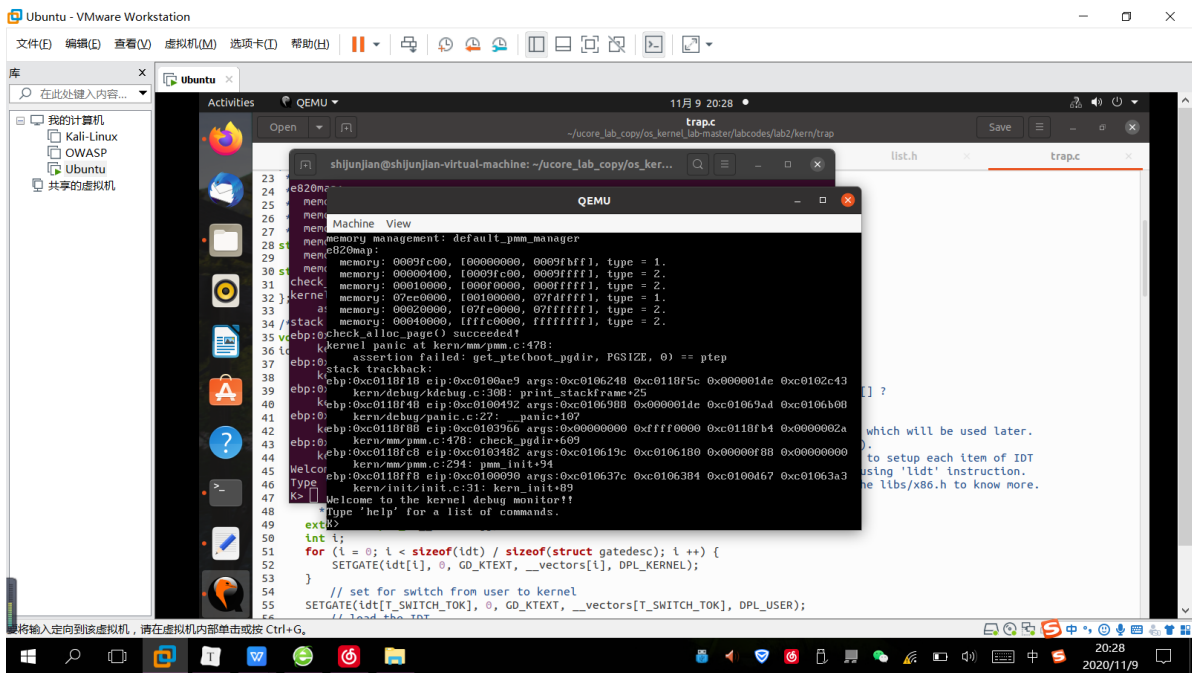 Ubuntu - VMware Workstation
文件(F) 编辑(E) 查看(V) 虚拟机(M) 选项卡(T) 帮助(H)
库
在此处键入内容...
我的计算机
Kali-Linux
OWASP
Ubuntu
共享的虚拟机
Ubuntu
Activities QEMU 11月 9 20:28
Open trap.c Save
~/ucore_lab_copy/os_kernel_lab-master/labcodes/lab2/kern/trap
list.h trap.c
shijunjian@shijunjian-virtual-machine: ~/ucore_lab_copy/os_ker...
QEMU
Machine View
memory management: default_pmm_manager
e820map:
memory: 0009fc00, [00000000, 0009fbff], type = 1.
memory: 00000400, [0009fc00, 0009ffff], type = 2.
memory: 00010000, [000f0000, 000fffff], type = 2.
memory: 07ee0000, [00100000, 07fdffff], type = 1.
memory: 00020000, [07fe0000, 07ffffff], type = 2.
memory: 00040000, [fffc0000, ffffffff], type = 2.
check_alloc_page() succeeded!
kernel panic at kern/mm/pmm.c:478:
assertion failed: get_pte(boot_pgdir, PGSIZE, 0) == ptep
stack trackback:
ebp:0xc0118f18 eip:0xc0100ae9 args:0xc0106248 0xc0118f5c 0x000001de 0xc0102c43
kern/debug/kdebug.c:308: print_stackframe+25
ebp:0xc0118f48 eip:0xc0100492 args:0xc0106988 0x000001de 0xc01069ad 0xc0106b08
kern/debug/panic.c:27: __panic+107
ebp:0xc0118f88 eip:0xc0103966 args:0x00000000 0xffff0000 0xc0118fb4 0x0000002a
kern/mm/pmm.c:478: check_pgdir+609
ebp:0xc0118fc8 eip:0xc0103482 args:0xc010619c 0xc0106180 0x00000f88 0x00000000
kern/mm/pmm.c:294: pmm_init+94
ebp:0xc0118ff8 eip:0xc0100090 args:0xc010637c 0xc0106384 0xc0100d67 0xc01063a3
kern/init/init.c:31: kern_init+89
Welcome to the kernel debug monitor!!
Type 'help' for a list of commands.
K>
[] ?
which will be used later.
).
to setup each item of IDT
using 'lidt' instruction.
he libs/x86.h to know more.
K>
49 ext
50 int i;
51 for (i = 0; i < sizeof(idt) / sizeof(struct gatedesc); i ++) {
52 SETGATE(idt[i], 0, GD_KTEXT, __vectors[i], DPL_KERNEL);
53 }
54 // set for switch from user to kernel
55 SETGATE(idt[T_SWITCH_TOK], 0, GD_KTEXT, __vectors[T_SWITCH_TOK], DPL_USER);
56 // load the IDT
要将输入定向到该虚拟机，请在虚拟机内部单击或按 Ctrl+G。
中
20:28
2020/11/9